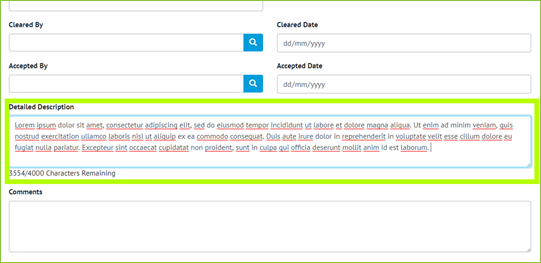 Cleared By
Cleared Date
dd/mm/yyyy
Accepted By
Accepted Date
dd/mm/yyyy
Detailed Description
Lorem ipsum dolor sit amet, consectetur adipiscing elit, sed do eiusmod tempor incididunt ut labore et dolore magna aliqua. Ut enim ad minim veniam, quis
nostrud exercitation ullamco laboris nisi ut aliquip ex ea commodo consequat. Duis aute irure dolor in reprehenderit in voluptate velit esse cillum dolore eu
fugiat nulla pariatur. Excepteur sint occaecat cupidatat non proident, sunt in culpa qui officia deserunt mollit anim id est laborum.
3554/4000 Characters Remaining
Comments